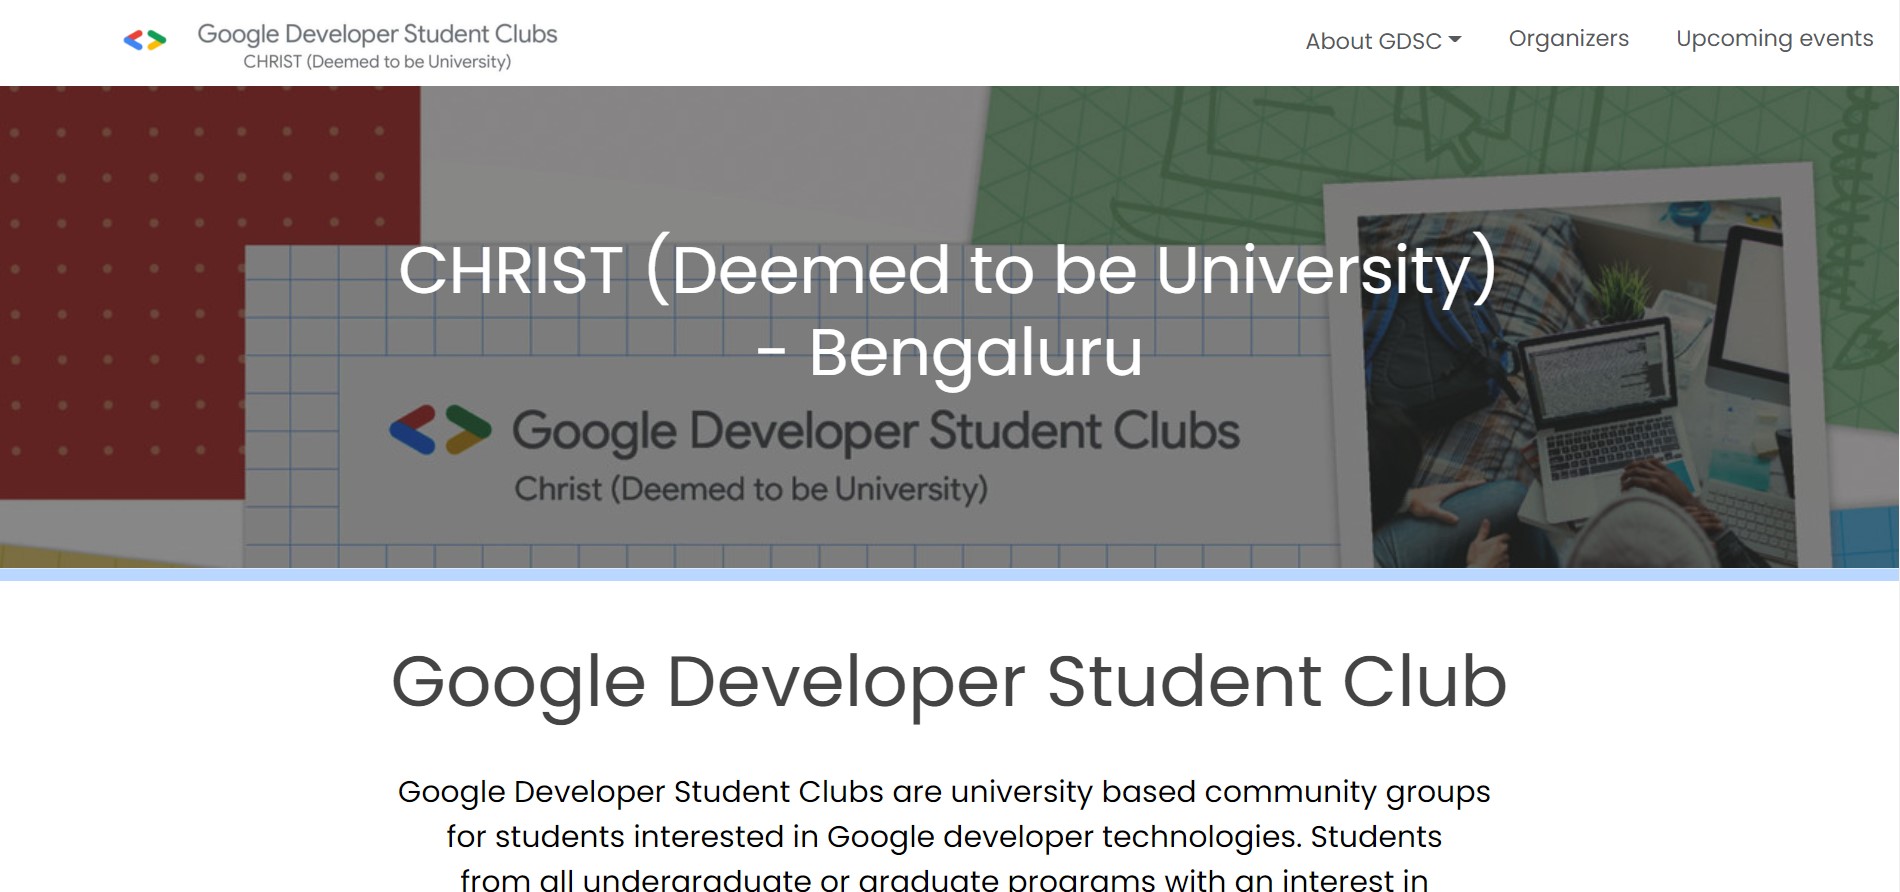 Google Developer Student Clubs
CHRIST (Deemed to be University)
About GDSC
Organizers
Upcoming events
CHRIST (Deemed to be University)
- Bengaluru
Google Developer Student Clubs
Christ (Deemed to be University)
Google Developer Student Club
Google Developer Student Clubs are university based community groups
for students interested in Google developer technologies. Students
from all undergraduate or graduate programs with an interest in